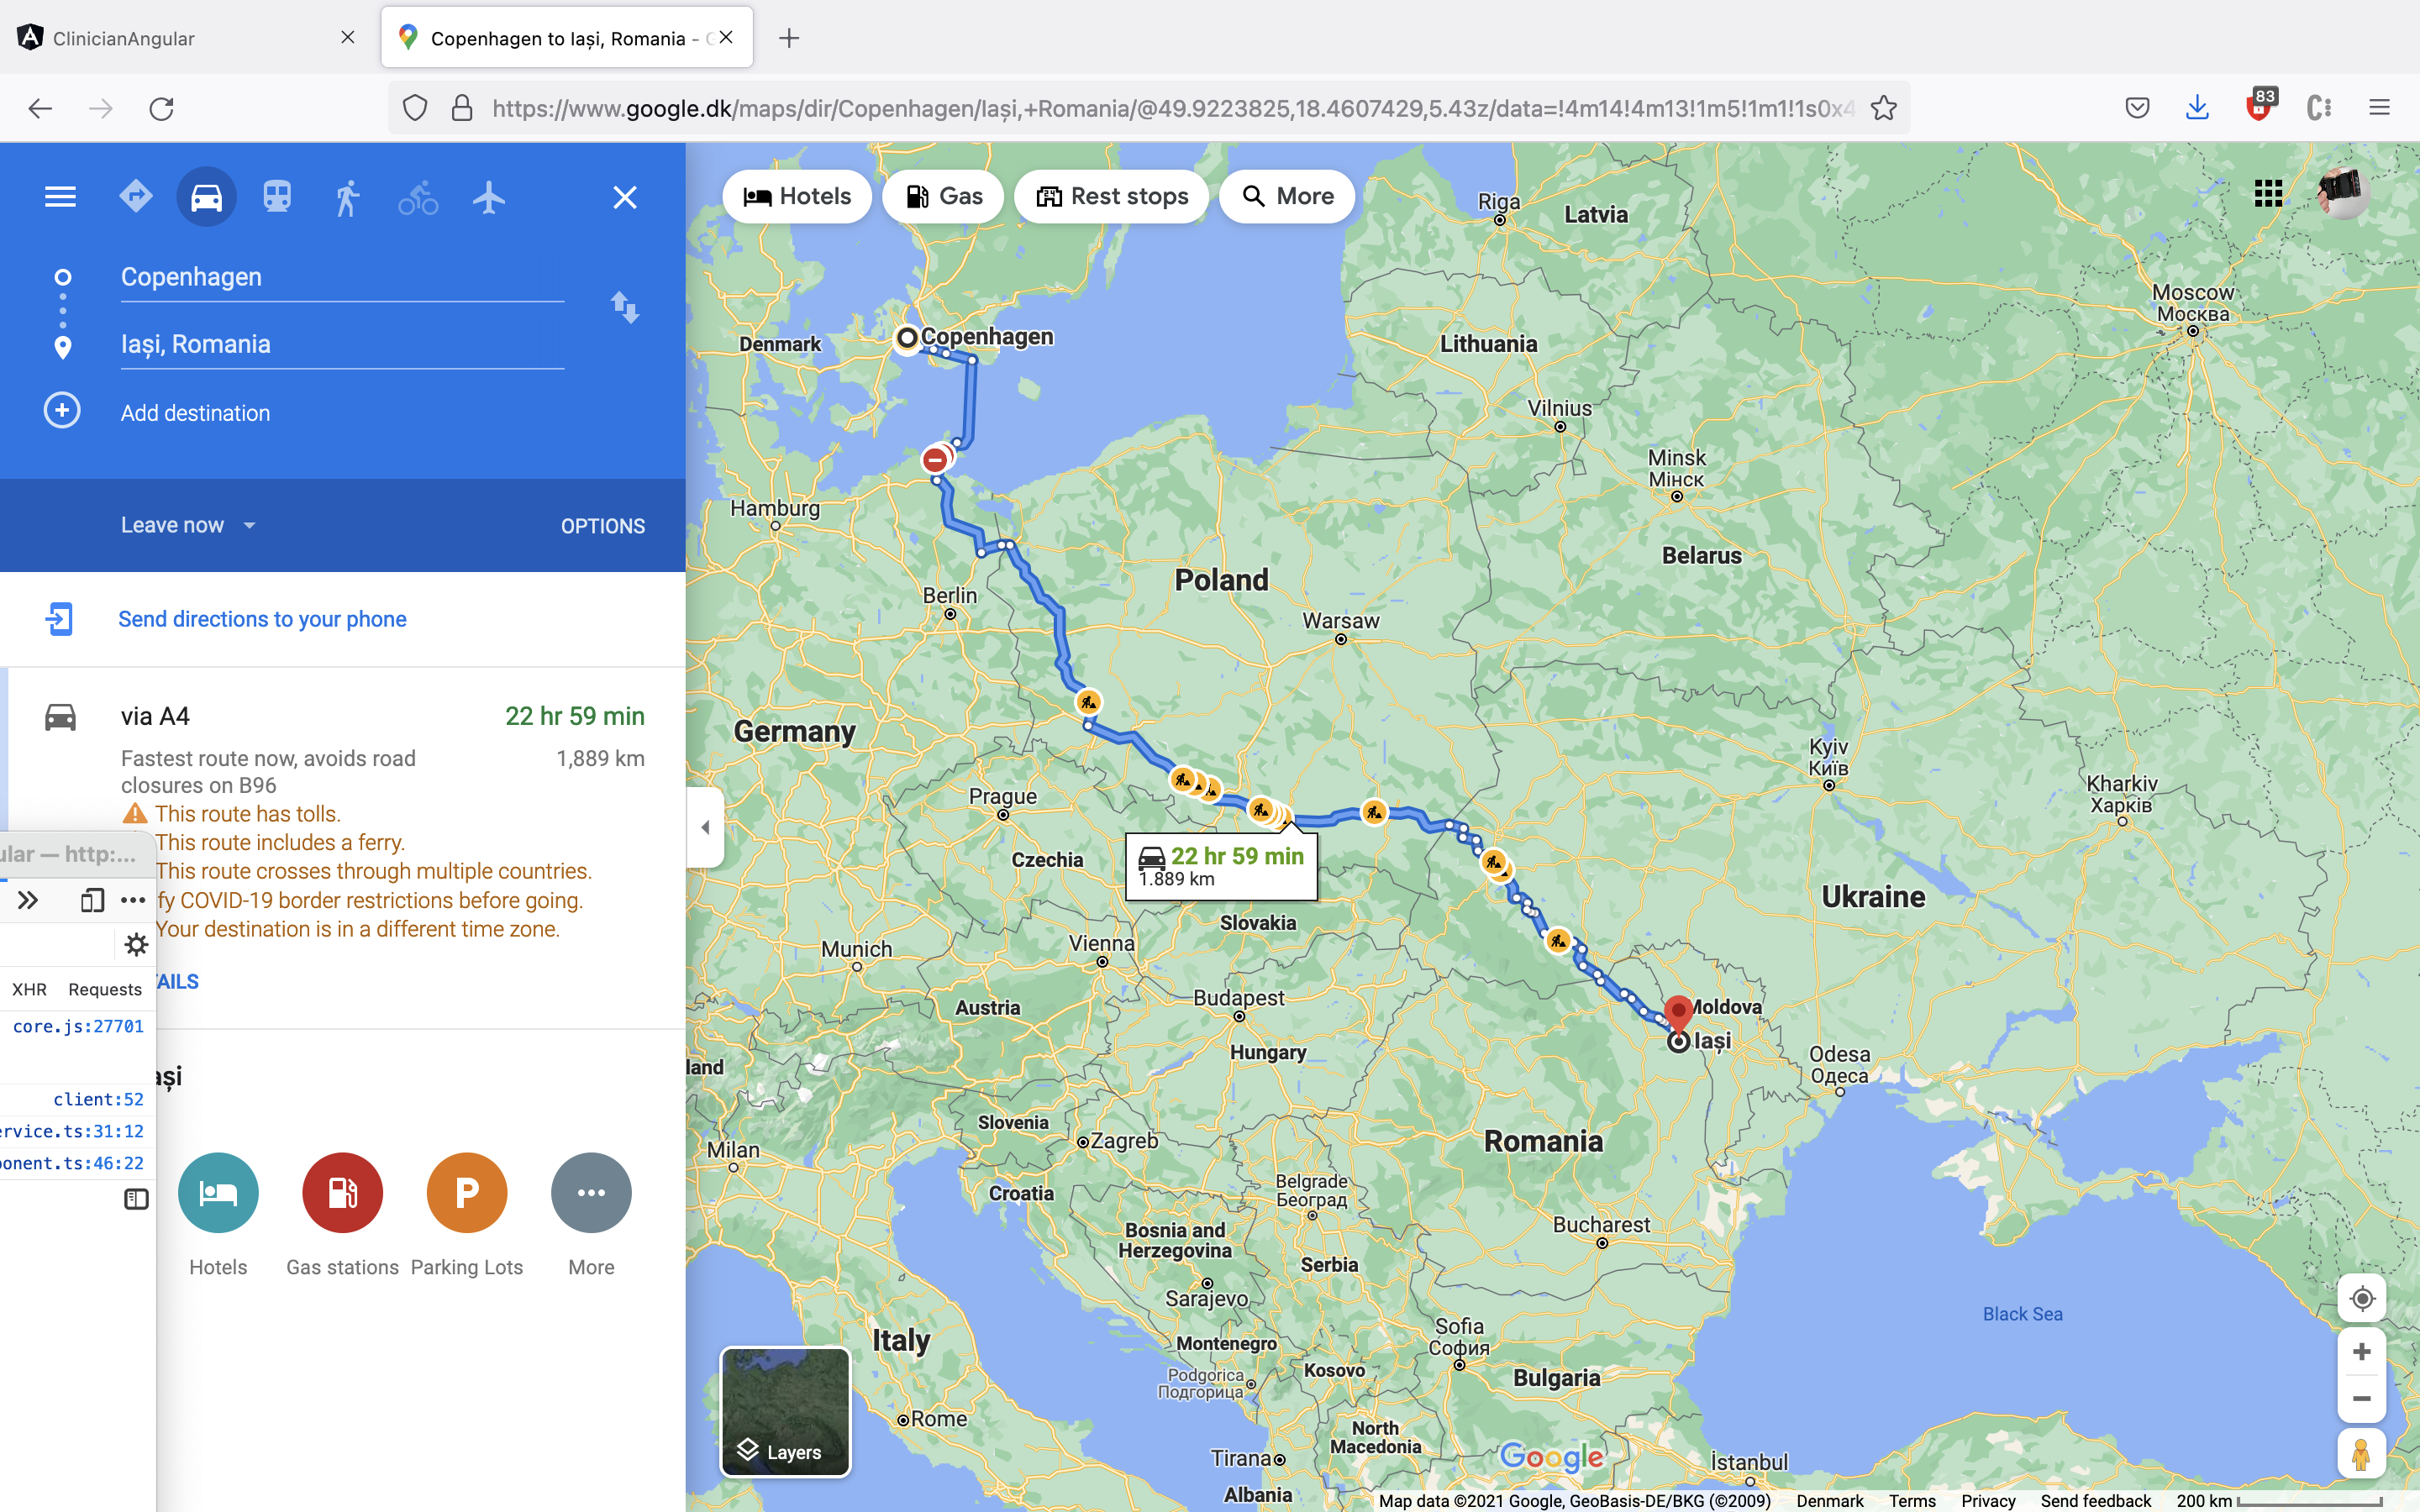 ClinicianAngular
Copenhagen to Iași, Romania -
https://www.google.dk/maps/dir/Copenhagen/Iași,+Romania/@49.9223825,18.4607429,5.43z/data=!4m14!4m13!1m5!1m1!1s0x4
83
Copenhagen
Iași, Romania
Add destination
Leave now
OPTIONS
Send directions to your phone
via A4
22 hr 59 min
Fastest route now, avoids road
closures on B96
1,889 km
This route has tolls.
This route includes a ferry.
This route crosses through multiple countries.
fy COVID-19 border restrictions before going.
Your destination is in a different time zone.
AILS
ular — http:...
XHR
Requests
core.js:27701
client:52
ervice.ts:31:12
onent.ts:46:22
ași
P
Hotels
Gas stations
Parking Lots
More
Hotels
Gas
Rest stops
More
Riga
Latvia
Moscow
Москва
Copenhagen
Denmark
Lithuania
Vilnius
Minsk
Мінск
Hamburg
Belarus
Poland
Berlin
Warsaw
Germany
Kyiv
Київ
Kharkiv
Харків
Prague
Czechia
22 hr 59 min
1.889 km
Ukraine
Slovakia
Munich
Vienna
Budapest
Austria
Moldova
Iași
Hungary
Odesa
Одеса
land
Slovenia
Zagreb
Romania
Milan
Croatia
Belgrade
Београд
Bucharest
Bosnia and
Herzegovina
Serbia
Sarajevo
Black Sea
Italy
Montenegro
Sofia
София
Kosovo
Podgorica
Подгорица
Bulgaria
Rome
North
Macedonia
Layers
Tirana
Google
İstanbul
Albania
Map data ©2021 Google, GeoBasis-DE/BKG (©2009)
Denmark
Terms
Privacy
Send feedback
200 km